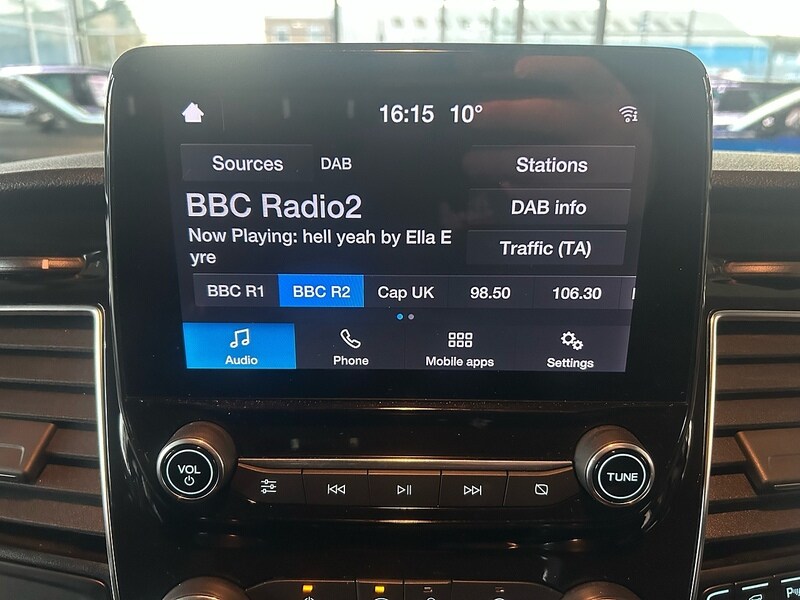 16:15 10°
Sources DAB Stations
BBC Radio2 DAB info
Now Playing: hell yeah by Ella E
yre
Traffic (TA)
BBC R1 BBC R2 Cap UK 98.50 106.30
Audio Phone Mobile apps Settings
VOL TUNE